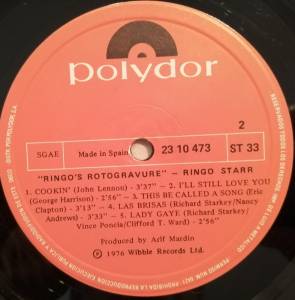 polydor
"RINGO'S ROTOGRAVURE" – RINGO STARR
2
SGAE
Made in Spain
23 10 473
ST 33
1. COOKIN' (John Lennon) - 3'37" – 2. I'LL STILL LOVE YOU
(George Harrison) - 2'56" – 3. THIS BE CALLED A SONG (Eric
Clapton) - 3'13" – 4. LAS BRISAS (Richard Starkey/Nancy
Andrews) - 3'33" – 5. LADY GAYE (Richard Starkey/
Vince Poncia/Clifford T. Ward) - 2'56"
Produced by Arif Mardin
℗ 1976 Wibble Records Ltd.